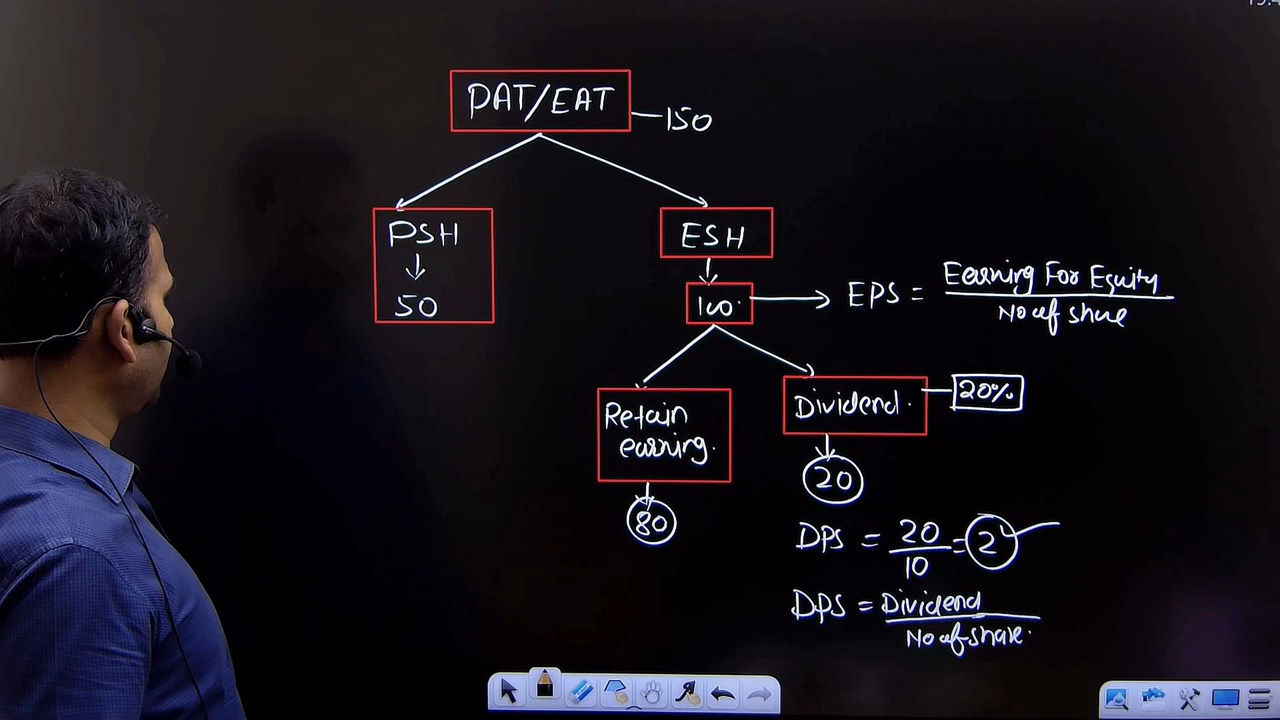 PAT/EAT
150
PSH
50
ESH
100.
EPS = Earning For Equity
No of share
Retain
earning.
80
Dividend.
20%
20
DPS = 20
10
= 2
DPS = Dividend
No of share.